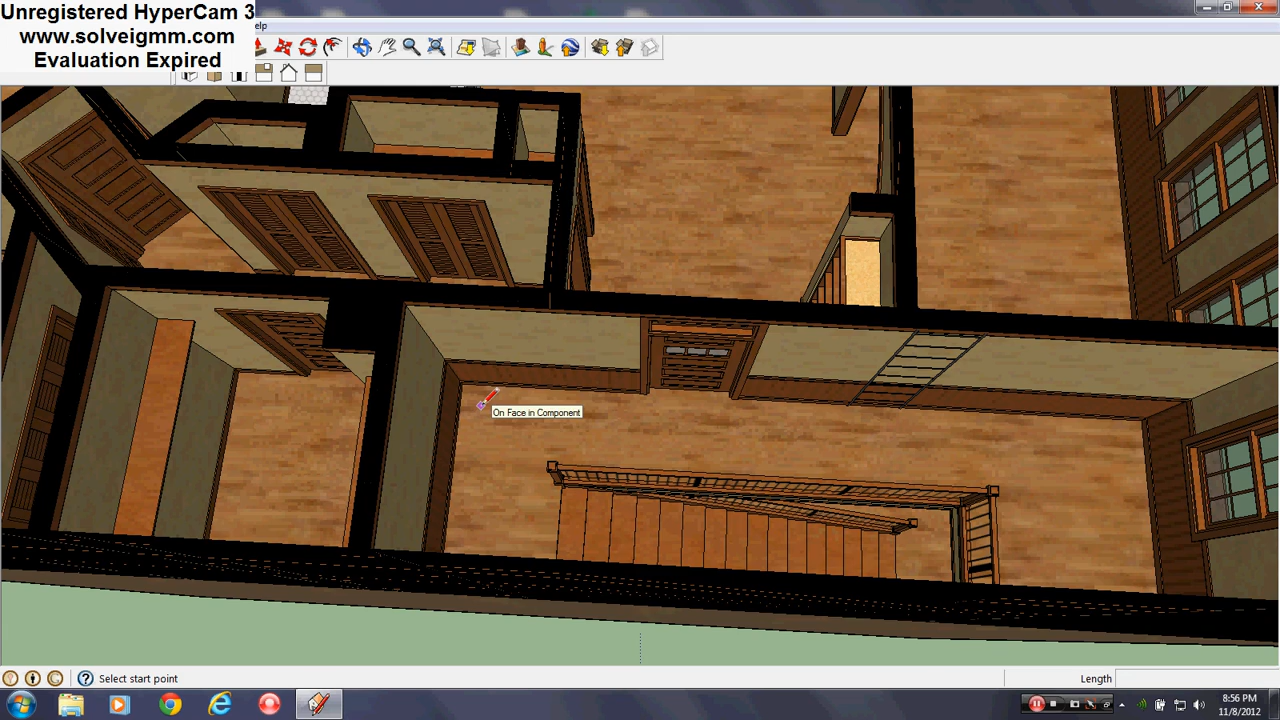 Unregistered HyperCam 3
www.solveigmm.com
Evaluation Expired
elp
On Face in Component
Select start point
Length
8:56 PM
11/8/2012